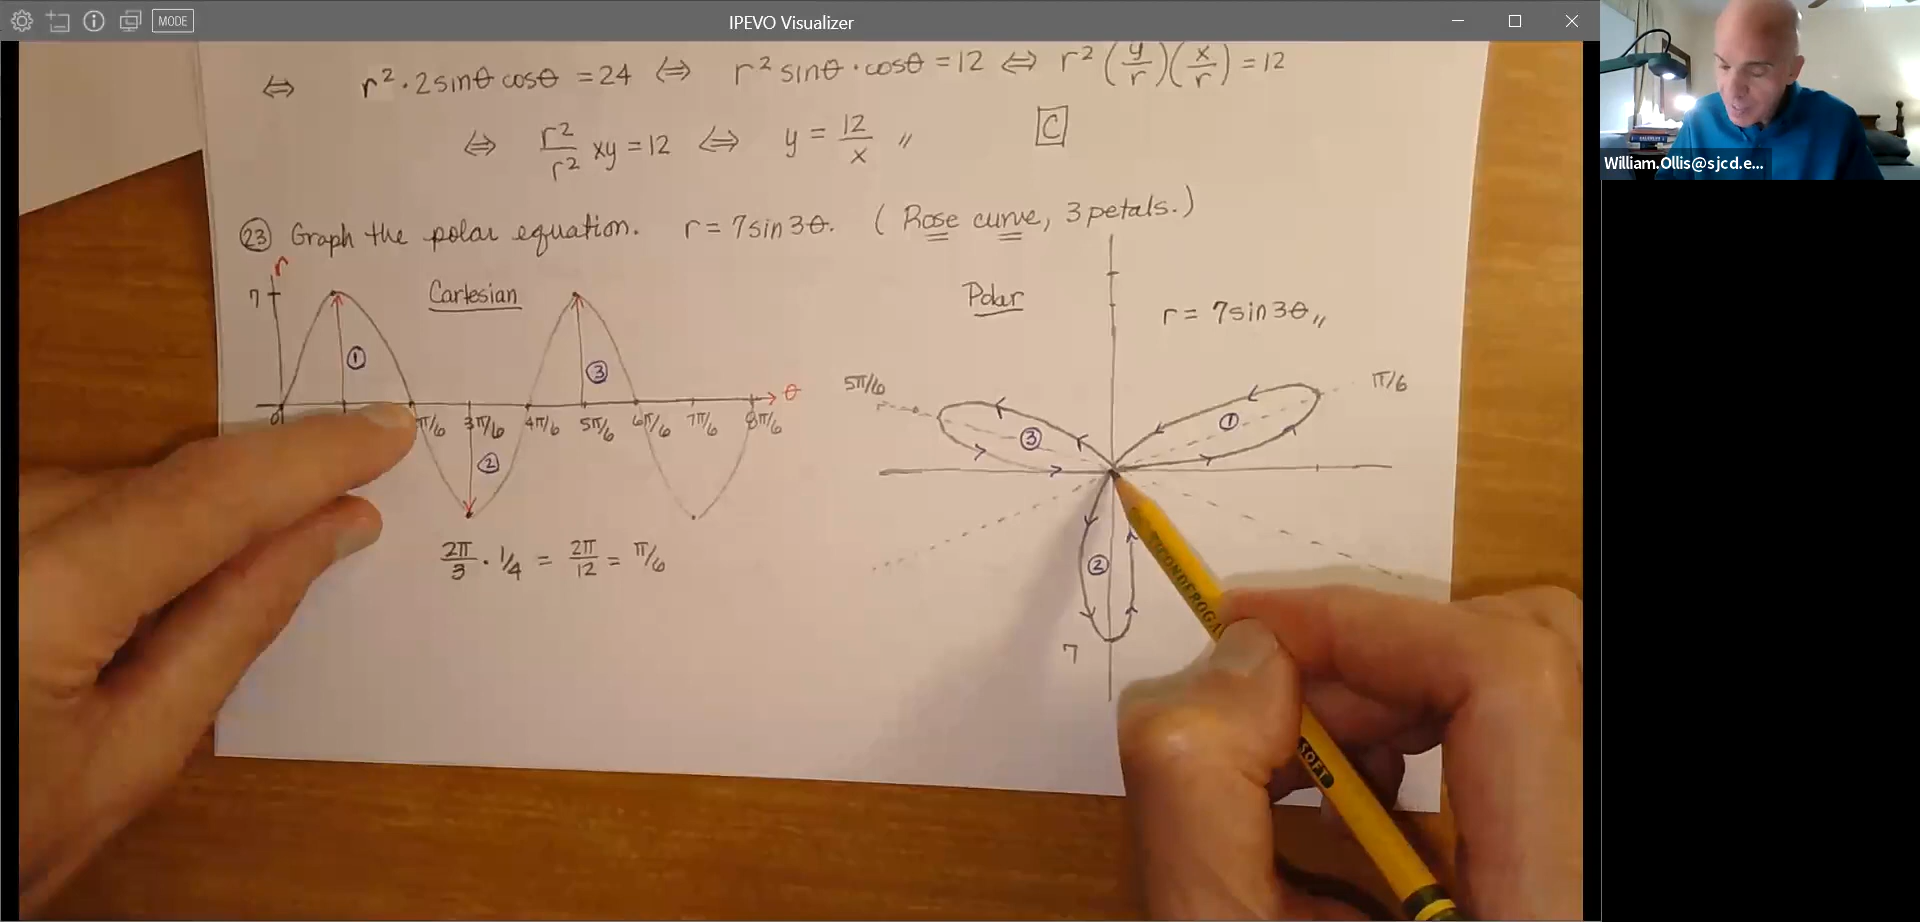 MODE
IPEVO Visualizer
William.Ollis@sjcd.e...
⇔ r²·2sinθ cosθ = 24 ⇔ r² sinθ·cosθ = 12 ⇔ r² (y/r)(x/r) = 12
⇔ r²/r² xy = 12 ⇔ y = 12/x // C
23 Graph the polar equation. r = 7sin3θ. (Rose curve, 3 petals.)
r
7
Cartesian
1
3
θ
0
π/6 3π/6 4π/6 5π/6 6π/6 7π/6 8π/6
2
2π/3 · 1/4 = 2π/12 = π/6
Polar
r = 7sin3θ //
5π/6
π/6
3
1
2
7
TICONDEROGA
SOFT